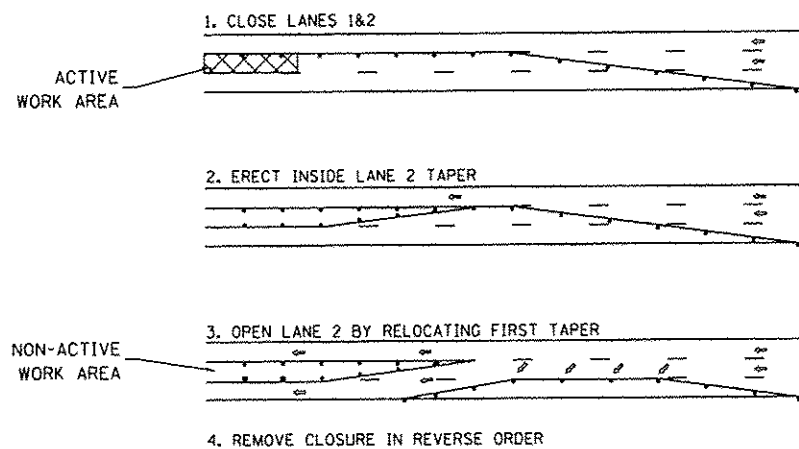 1. CLOSE LANES 1&2
ACTIVE
WORK AREA
2. ERECT INSIDE LANE 2 TAPER
3. OPEN LANE 2 BY RELOCATING FIRST TAPER
NON-ACTIVE
WORK AREA
4. REMOVE CLOSURE IN REVERSE ORDER